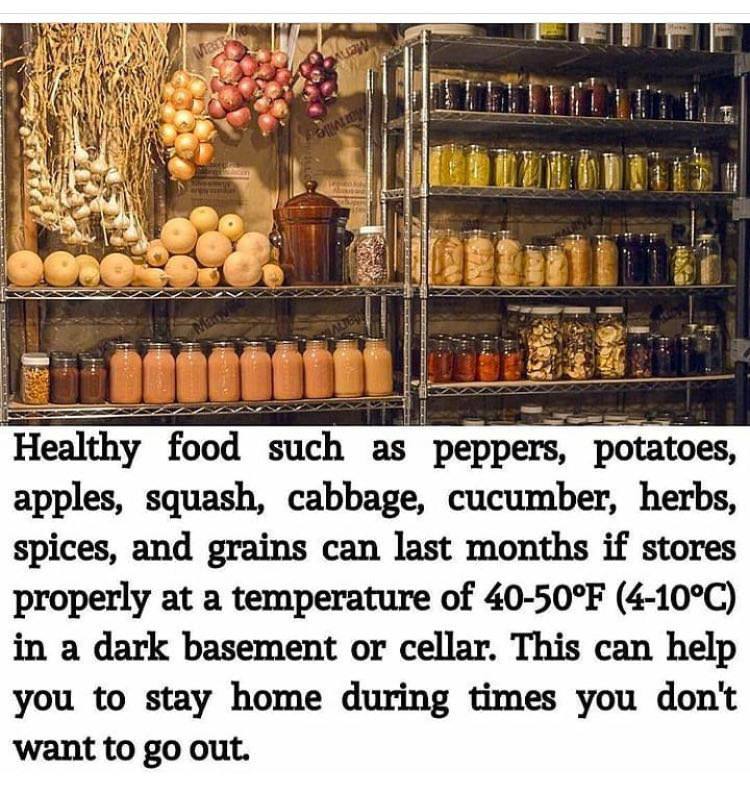 Healthy food such as peppers, potatoes,
apples, squash, cabbage, cucumber, herbs,
spices, and grains can last months if stores
properly at a temperature of 40-50°F (4-10°C)
in a dark basement or cellar. This can help
you to stay home during times you don't
want to go out.